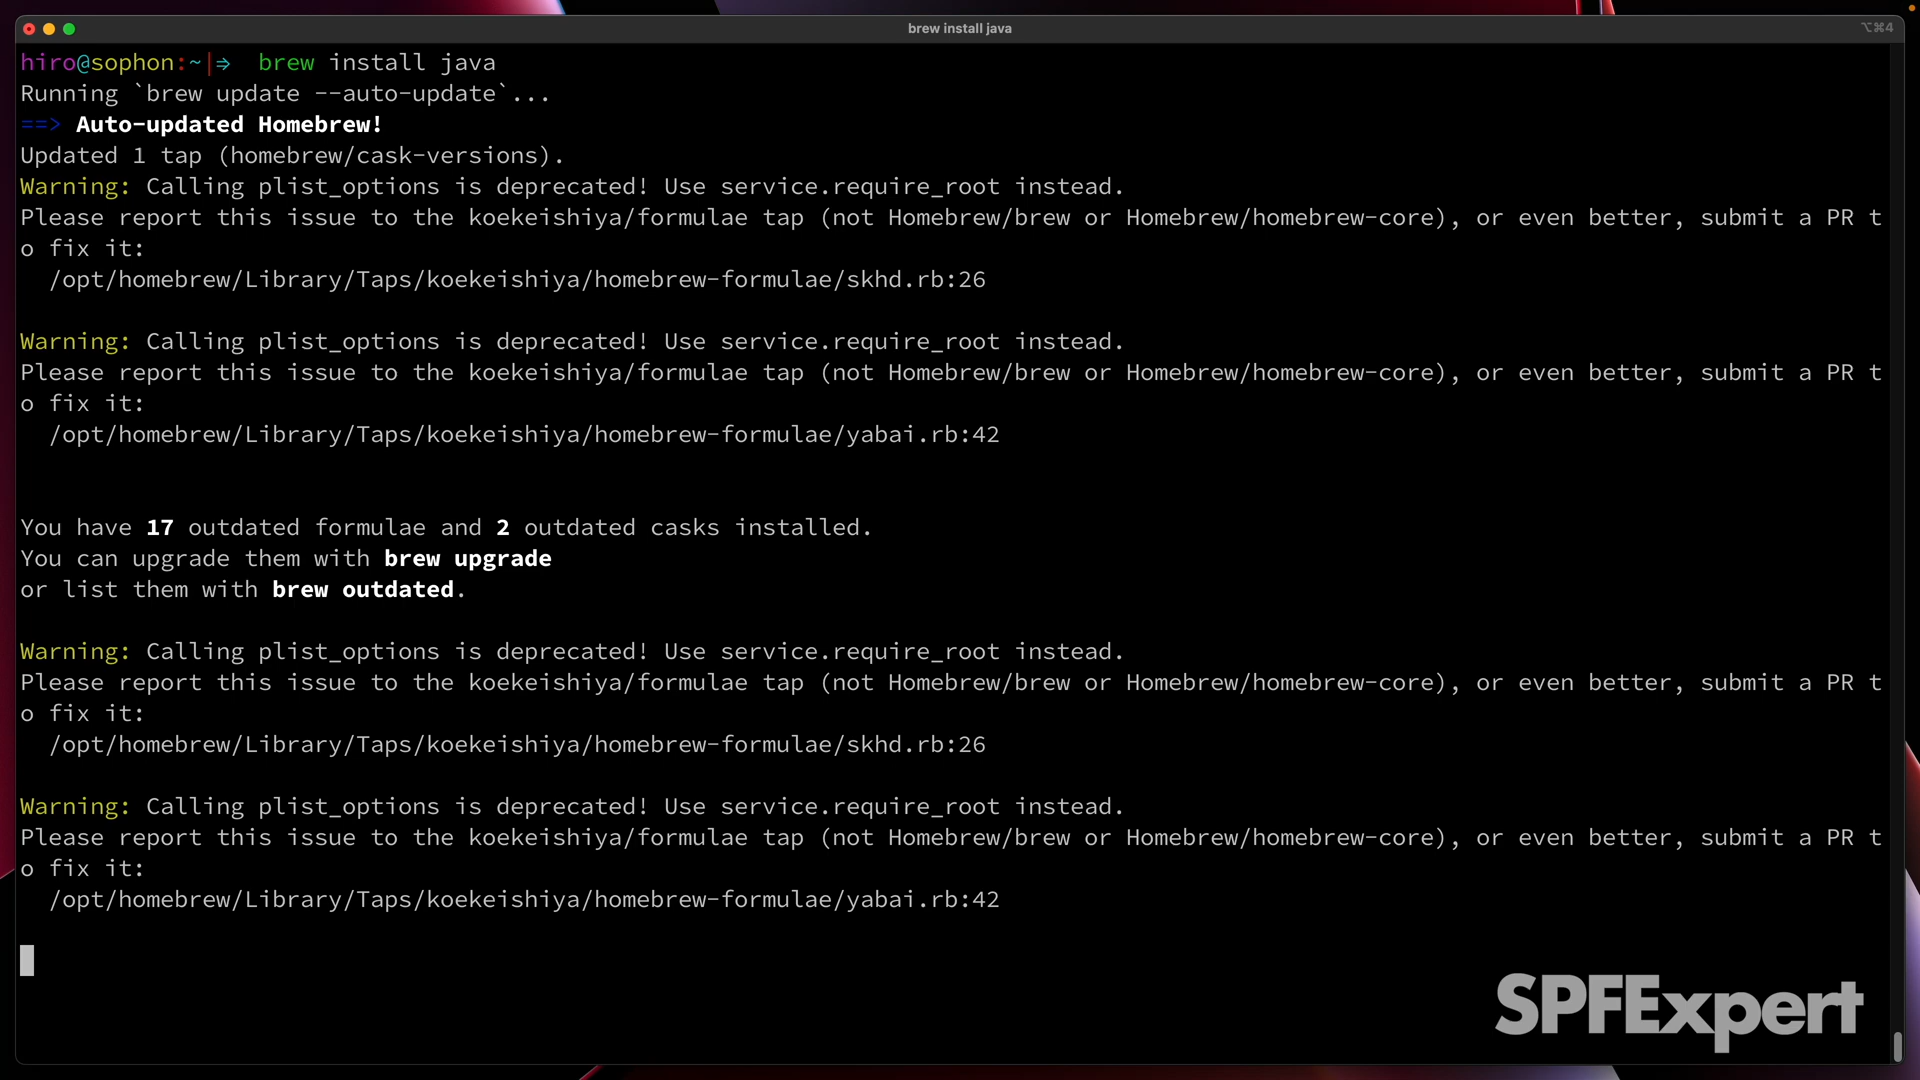 brew install java
⌥⌘4
hiro@sophon:~|⇒  brew install java
Running `brew update --auto-update`...
==> Auto-updated Homebrew!
Updated 1 tap (homebrew/cask-versions).
Warning: Calling plist_options is deprecated! Use service.require_root instead.
Please report this issue to the koekeishiya/formulae tap (not Homebrew/brew or Homebrew/homebrew-core), or even better, submit a PR t
o fix it:
  /opt/homebrew/Library/Taps/koekeishiya/homebrew-formulae/skhd.rb:26
Warning: Calling plist_options is deprecated! Use service.require_root instead.
Please report this issue to the koekeishiya/formulae tap (not Homebrew/brew or Homebrew/homebrew-core), or even better, submit a PR t
o fix it:
  /opt/homebrew/Library/Taps/koekeishiya/homebrew-formulae/yabai.rb:42
You have 17 outdated formulae and 2 outdated casks installed.
You can upgrade them with brew upgrade
or list them with brew outdated.
Warning: Calling plist_options is deprecated! Use service.require_root instead.
Please report this issue to the koekeishiya/formulae tap (not Homebrew/brew or Homebrew/homebrew-core), or even better, submit a PR t
o fix it:
  /opt/homebrew/Library/Taps/koekeishiya/homebrew-formulae/skhd.rb:26
Warning: Calling plist_options is deprecated! Use service.require_root instead.
Please report this issue to the koekeishiya/formulae tap (not Homebrew/brew or Homebrew/homebrew-core), or even better, submit a PR t
o fix it:
  /opt/homebrew/Library/Taps/koekeishiya/homebrew-formulae/yabai.rb:42
SPFExpert